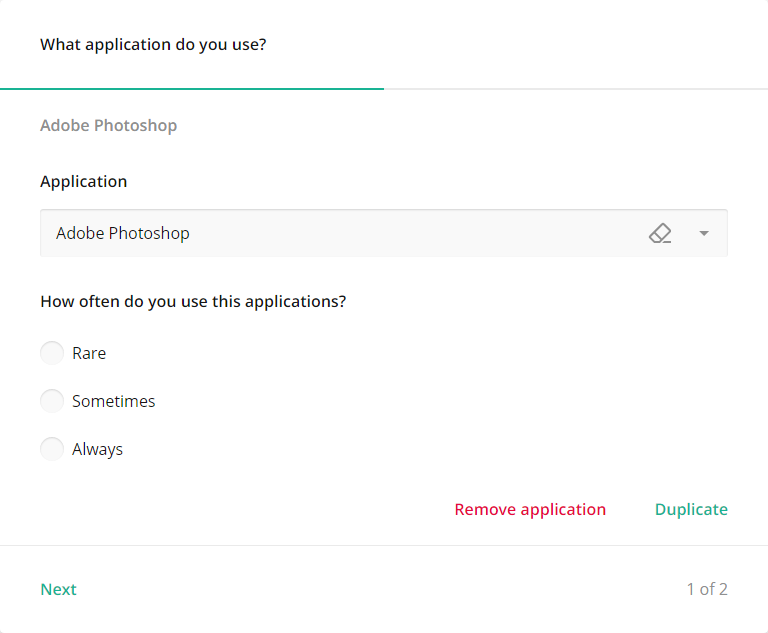 What application do you use?
Adobe Photoshop
Application
Adobe Photoshop
How often do you use this applications?
Rare
Sometimes
Always
Remove application Duplicate
Next 1 of 2